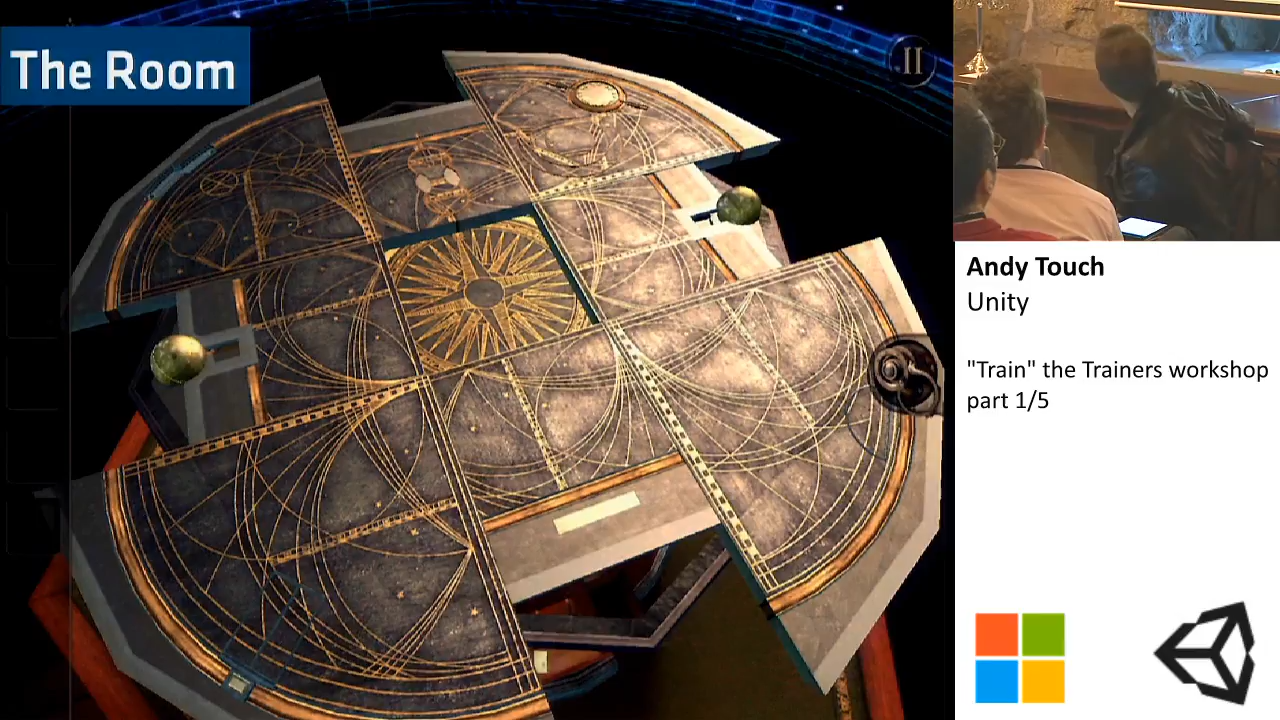 The Room
Andy Touch
Unity
"Train" the Trainers workshop
part 1/5